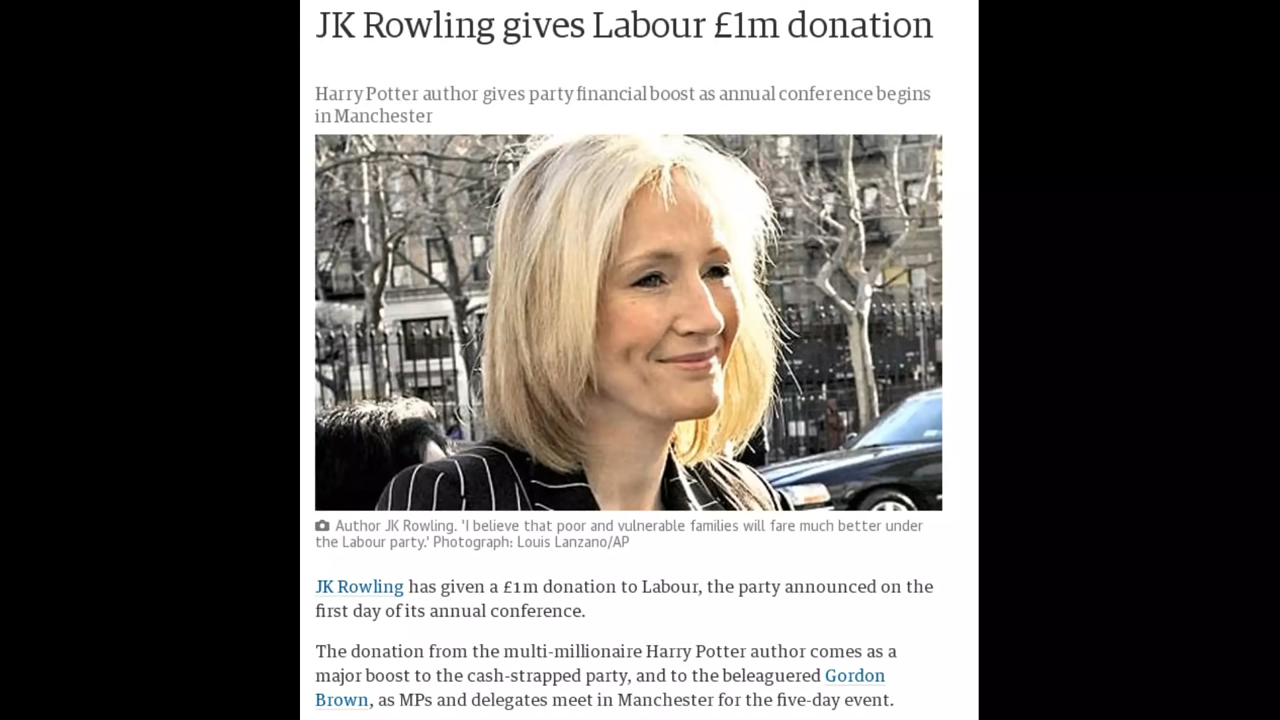 JK Rowling gives Labour £1m donation
Harry Potter author gives party financial boost as annual conference begins
in Manchester
Author JK Rowling. 'I believe that poor and vulnerable families will fare much better under
the Labour party.' Photograph: Louis Lanzano/AP
JK Rowling has given a £1m donation to Labour, the party announced on the
first day of its annual conference.
The donation from the multi-millionaire Harry Potter author comes as a
major boost to the cash-strapped party, and to the beleaguered Gordon
Brown, as MPs and delegates meet in Manchester for the five-day event.